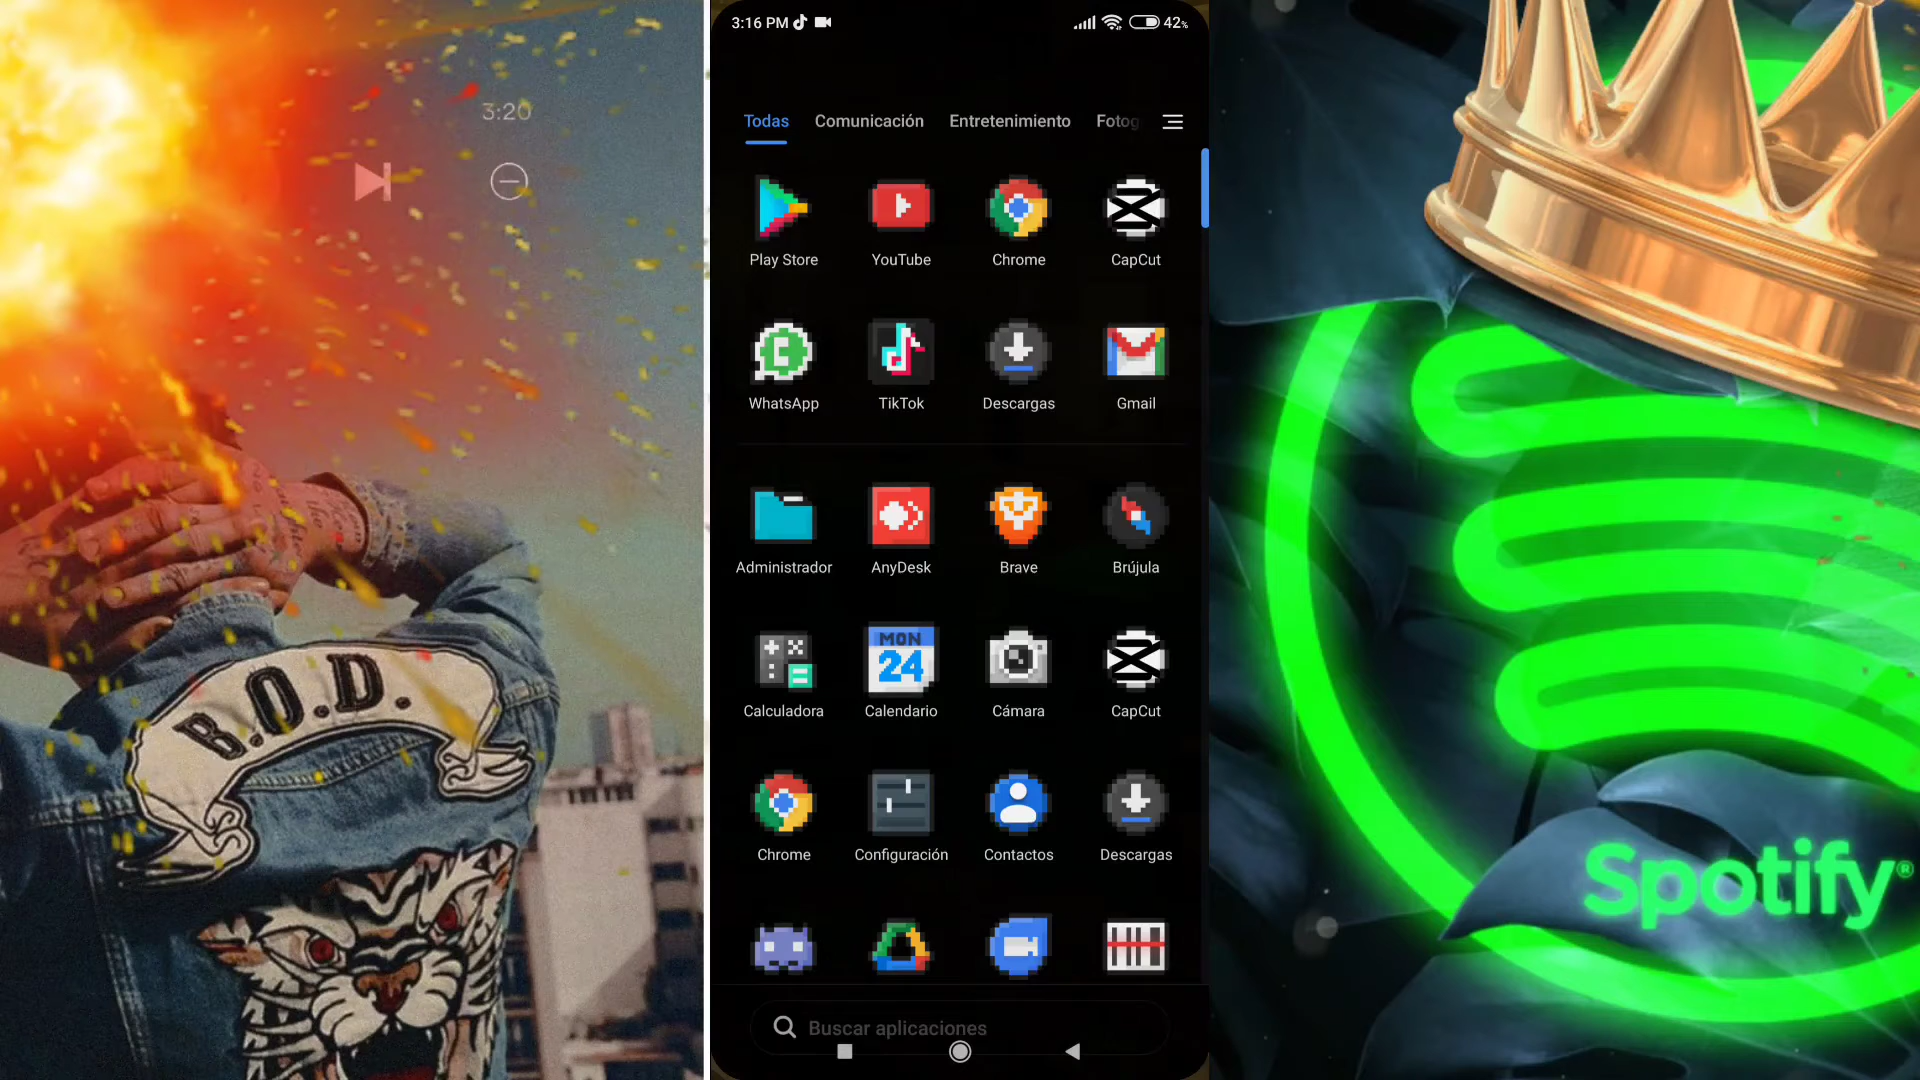 3:20
B.O.D.
3:16 PM
42%
Todas Comunicación Entretenimiento Fotog
Play Store YouTube Chrome CapCut
WhatsApp TikTok Descargas Gmail
Administrador AnyDesk Brave Brújula
MON
24
Calculadora Calendario Cámara CapCut
Chrome Configuración Contactos Descargas
Buscar aplicaciones
Spotify®